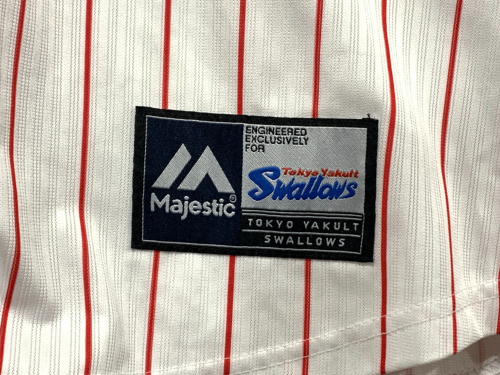 Majestic®
ENGINEERED
EXCLUSIVELY
FOR
Tokyo Yakult
Swallows
TOKYO YAKULT
SWALLOWS